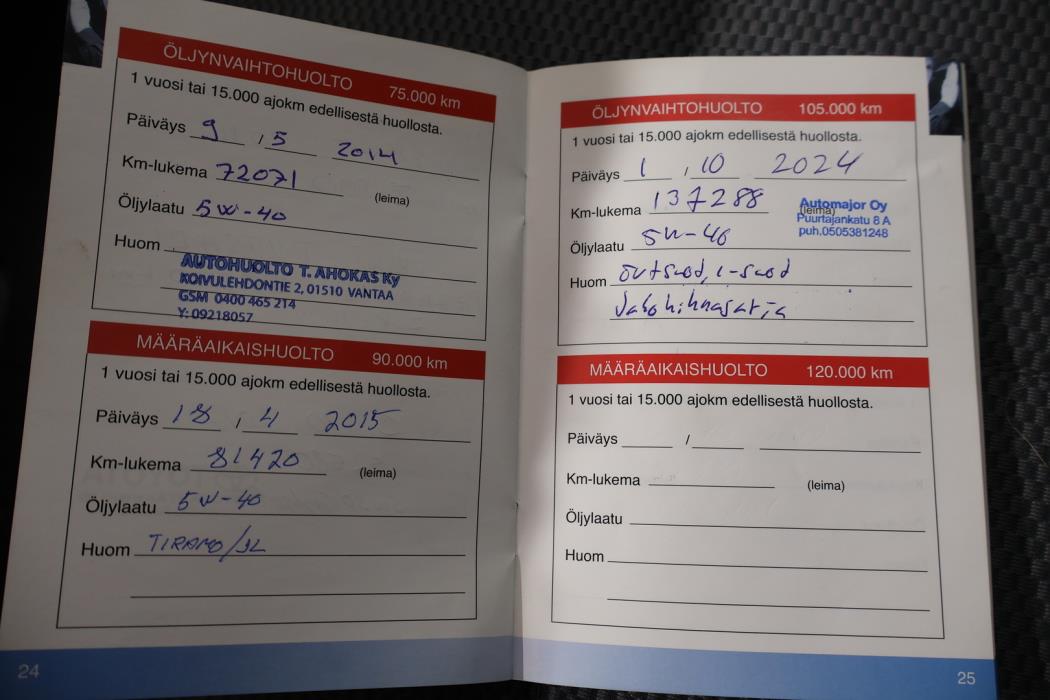 ÖLJYNVAIHTOHUOLTO 75.000 km
1 vuosi tai 15.000 ajokm edellisestä huollosta.
Päiväys 9 / 5 2014
Km-lukema 72071 (leima)
Öljylaatu 5W-40
Huom
AUTOHUOLTO T. AHOKAS Ky
KOIVULEHDONTIE 2, 01510 VANTAA
GSM 0400 465 214
Y: 09218057
MÄÄRÄAIKAISHUOLTO 90.000 km
1 vuosi tai 15.000 ajokm edellisestä huollosta.
Päiväys 18 / 4 2015
Km-lukema 81420 (leima)
Öljylaatu 5W-40
Huom
24
ÖLJYNVAIHTOHUOLTO 105.000 km
1 vuosi tai 15.000 ajokm edellisestä huollosta.
Päiväys 1 / 10 2024
Km-lukema 137288 (leima)
Automajor Oy
Puurtajankatu 8 A
puh.0505381248
Öljylaatu 5W-40
Huom
Jakohihnasarja
MÄÄRÄAIKAISHUOLTO 120.000 km
1 vuosi tai 15.000 ajokm edellisestä huollosta.
Päiväys /
Km-lukema (leima)
Öljylaatu
Huom
25